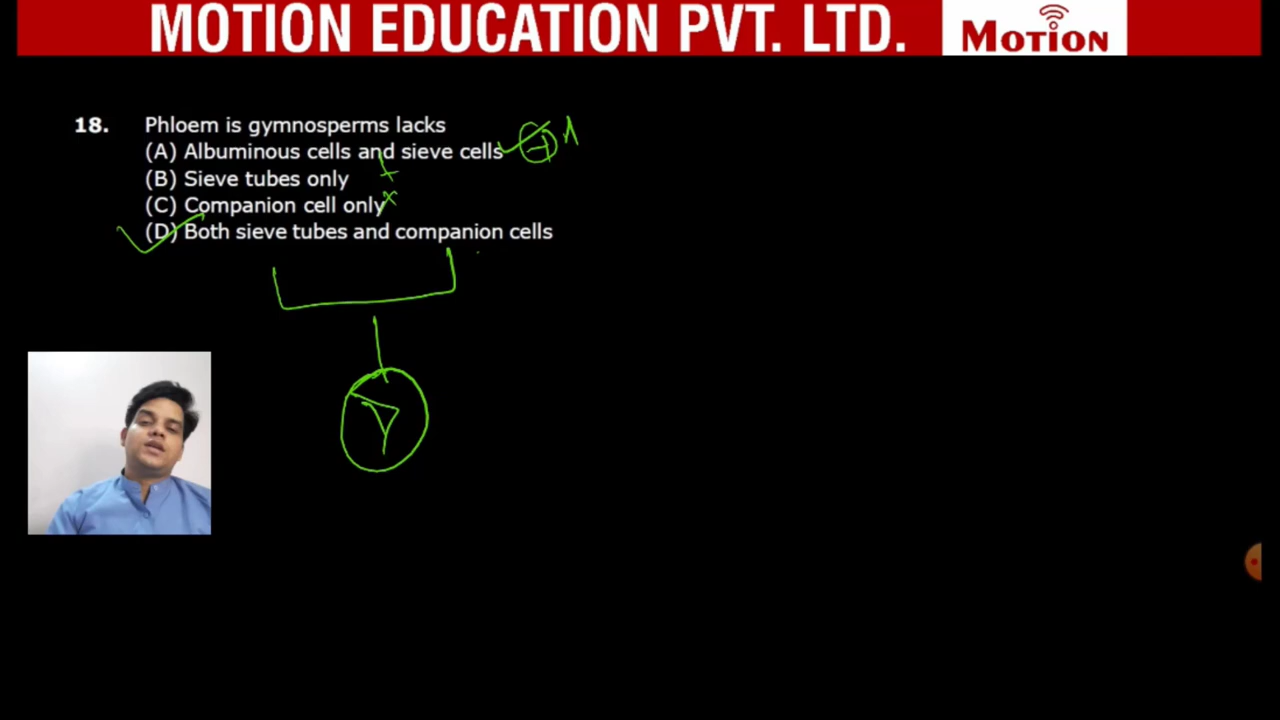 MOTION EDUCATION PVT. LTD.
MOTION
18. Phloem is gymnosperms lacks
(A) Albuminous cells and sieve cells
(B) Sieve tubes only
(C) Companion cell only
(D) Both sieve tubes and companion cells